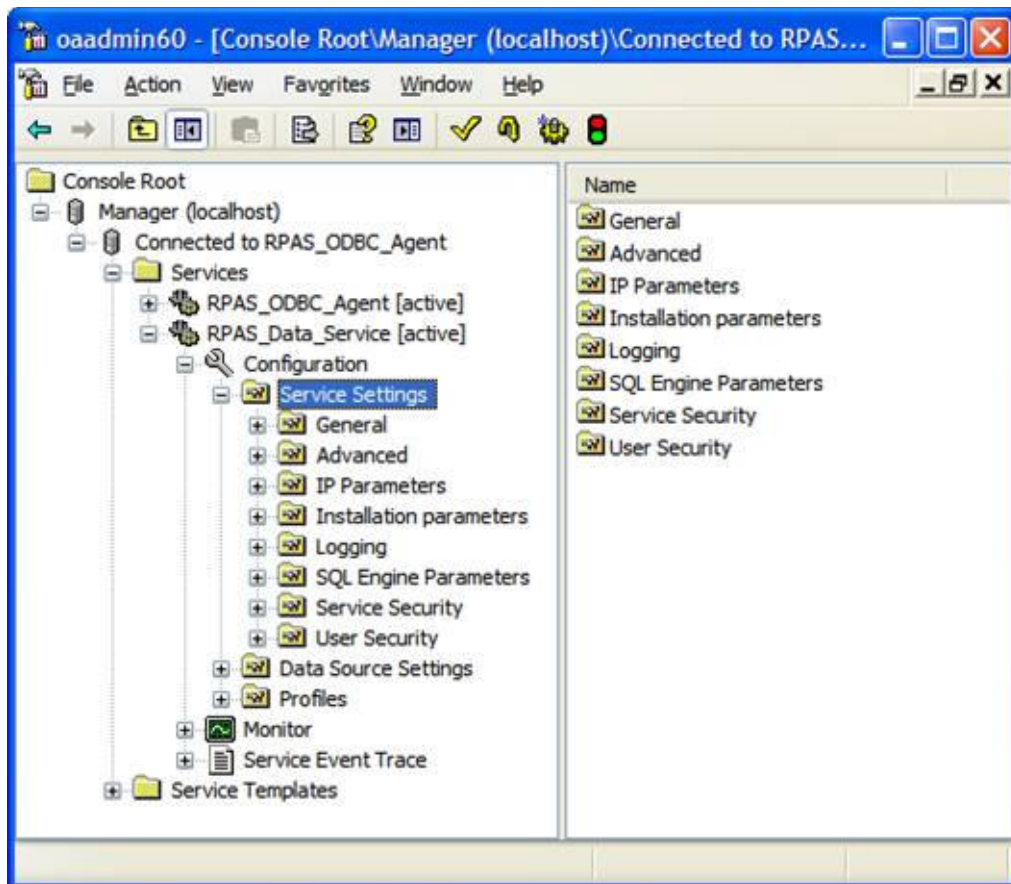 oaadmin60 - [Console Root\Manager (localhost)\Connected to RPAS...
File Action View Favorites Window Help
Console Root
Manager (localhost)
Connected to RPAS_ODBC_Agent
Services
RPAS_ODBC_Agent [active]
RPAS_Data_Service [active]
Configuration
Service Settings
General
Advanced
IP Parameters
Installation parameters
Logging
SQL Engine Parameters
Service Security
User Security
Data Source Settings
Profiles
Monitor
Service Event Trace
Service Templates
Name
General
Advanced
IP Parameters
Installation parameters
Logging
SQL Engine Parameters
Service Security
User Security